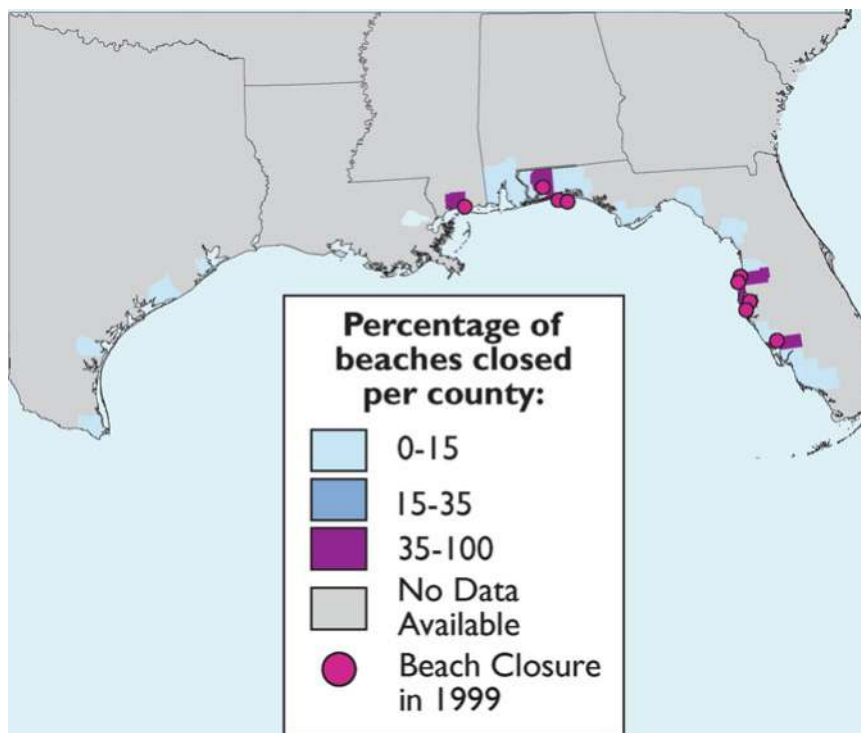 Percentage of
beaches closed
per county:
0-15
15-35
35-100
No Data
Available
Beach Closure
in 1999